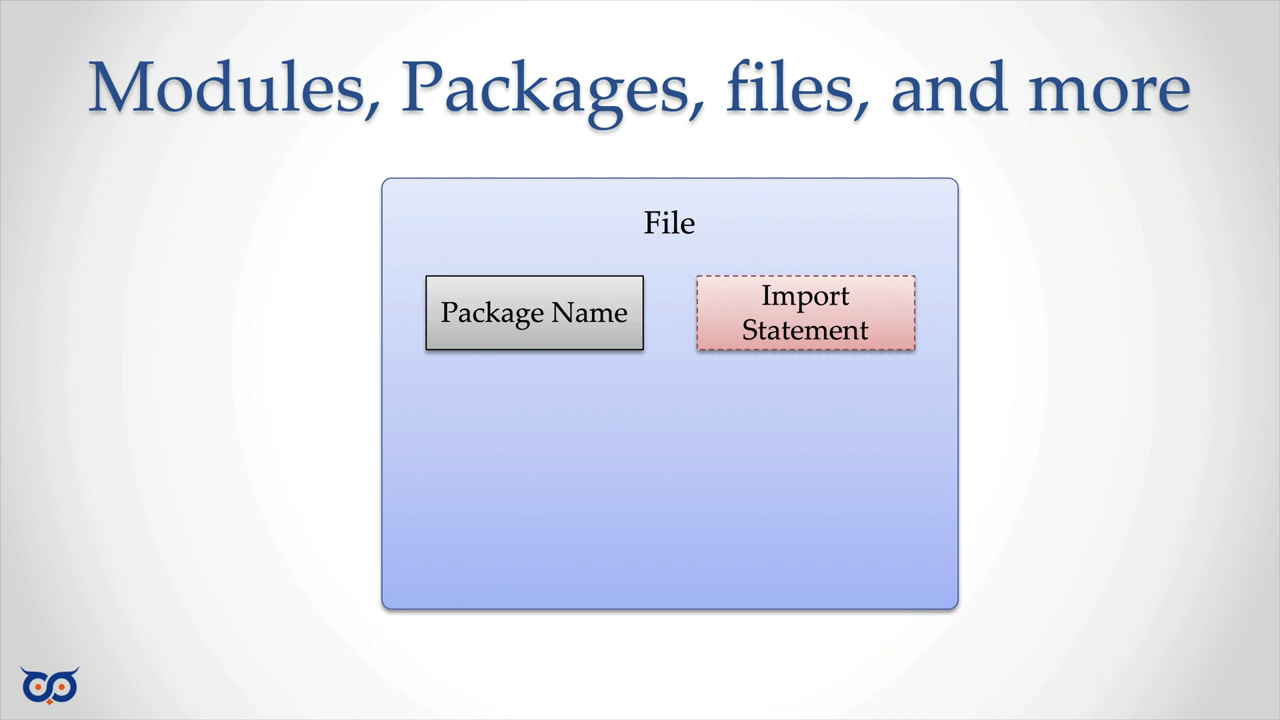 Modules, Packages, files, and more
File
Package Name
Import
Statement